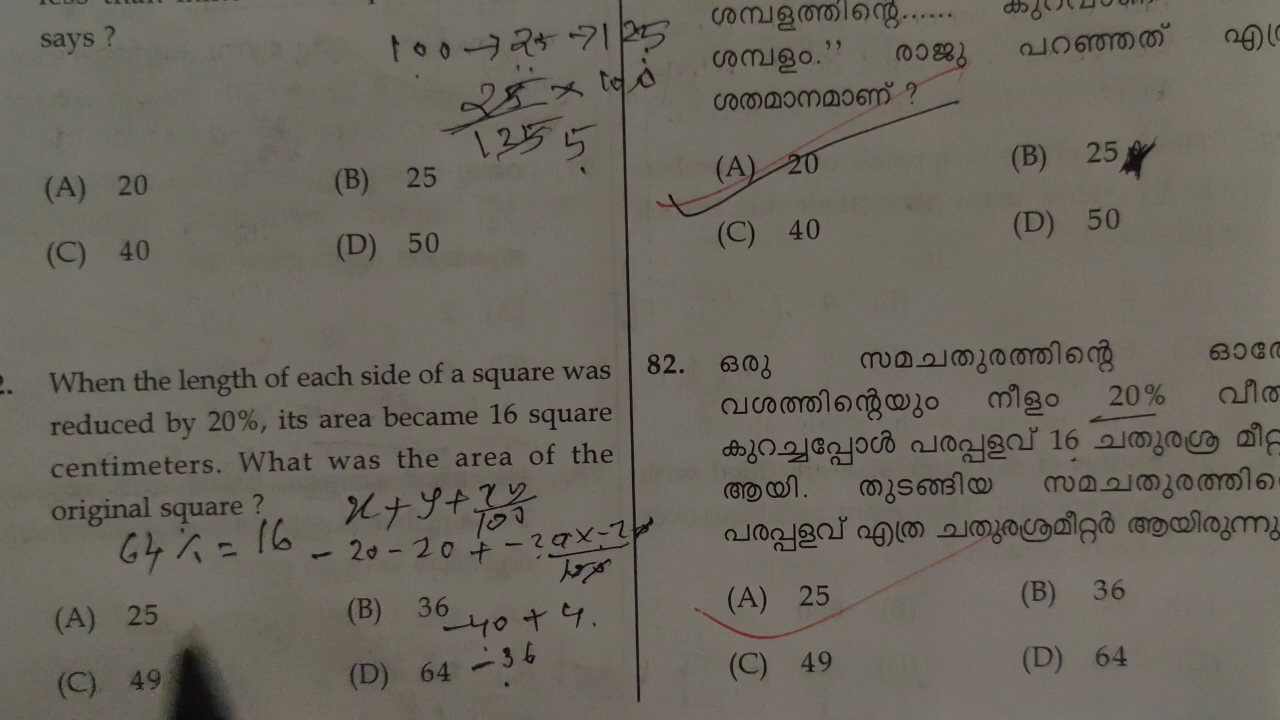 says ?
100 → 25 → 125
25 x 100
125 5
(A) 20 (B) 25
(C) 40 (D) 50
When the length of each side of a square was
reduced by 20%, its area became 16 square
centimeters. What was the area of the
original square ?
x + y + xy/100
64% = 16 - 20 - 20 +
(A) 25 (B) 36
-40 + 4.
(C) 49 (D) 64
-36
ശമ്പളത്തിന്റെ......
ശമ്പളം.” രാജു പറഞ്ഞത്
ശതമാനമാണ് ?
(A) 20 (B) 25
(C) 40 (D) 50
82. ഒരു സമചതുരത്തിന്റെ
വശത്തിന്റെയും നീളം 20%
കുറച്ചപ്പോൾ പരപ്പളവ് 16 ചതുരശ്ര
ആയി. തുടങ്ങിയ
പരപ്പളവ് എത്ര ചതുരശ്രമീറ്റർ
(A) 25 (B) 36
(C) 49 (D) 64